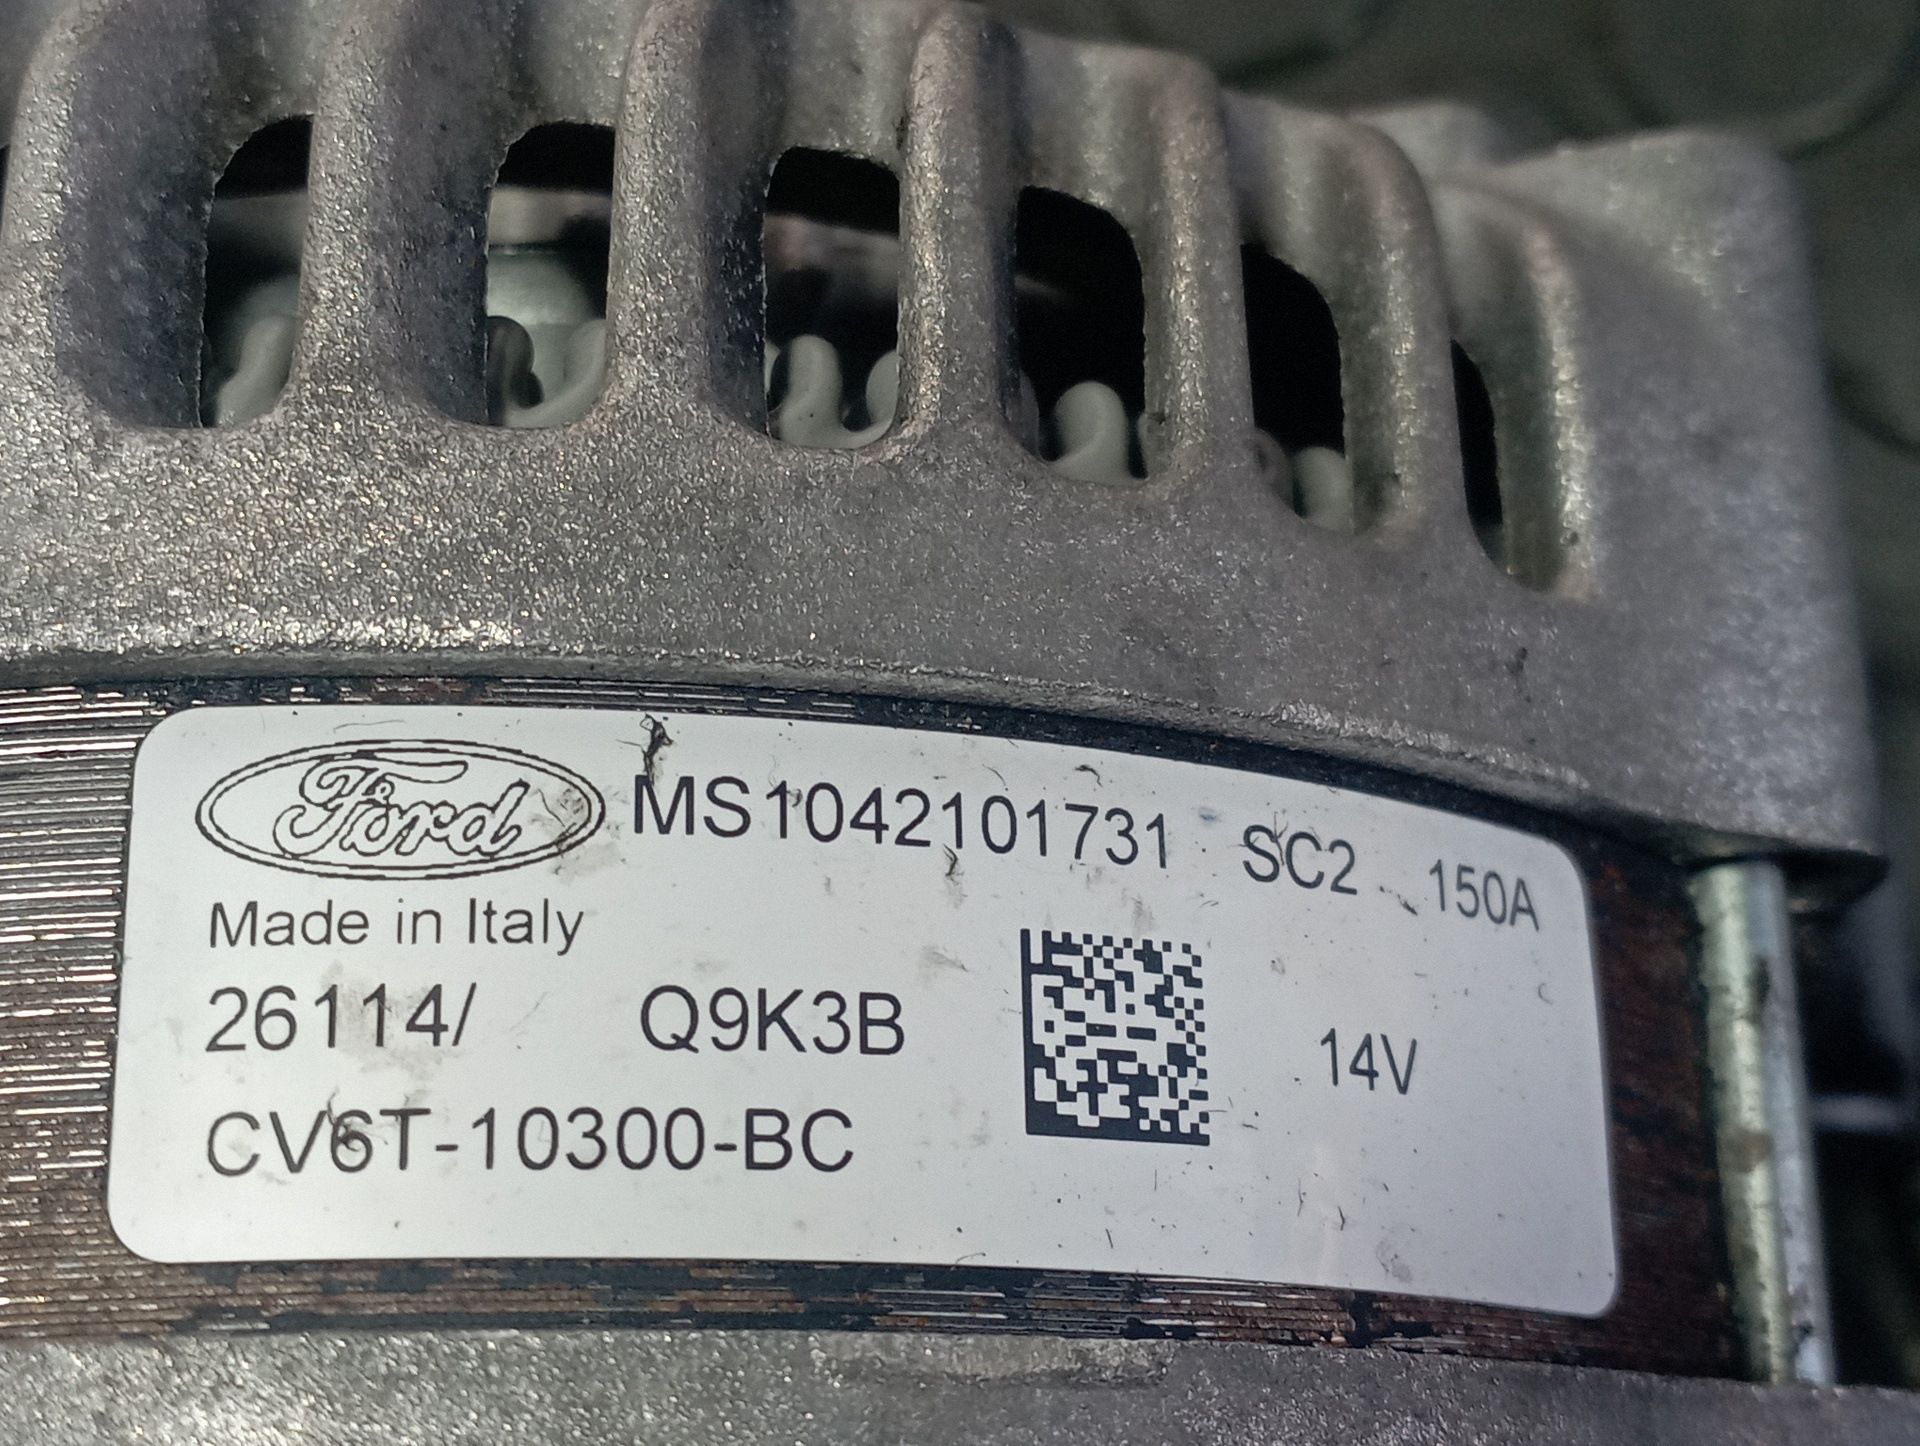 Ford MS1042101731 SC2 150A
Made in Italy
26114/ Q9K3B 14V
CV6T-10300-BC